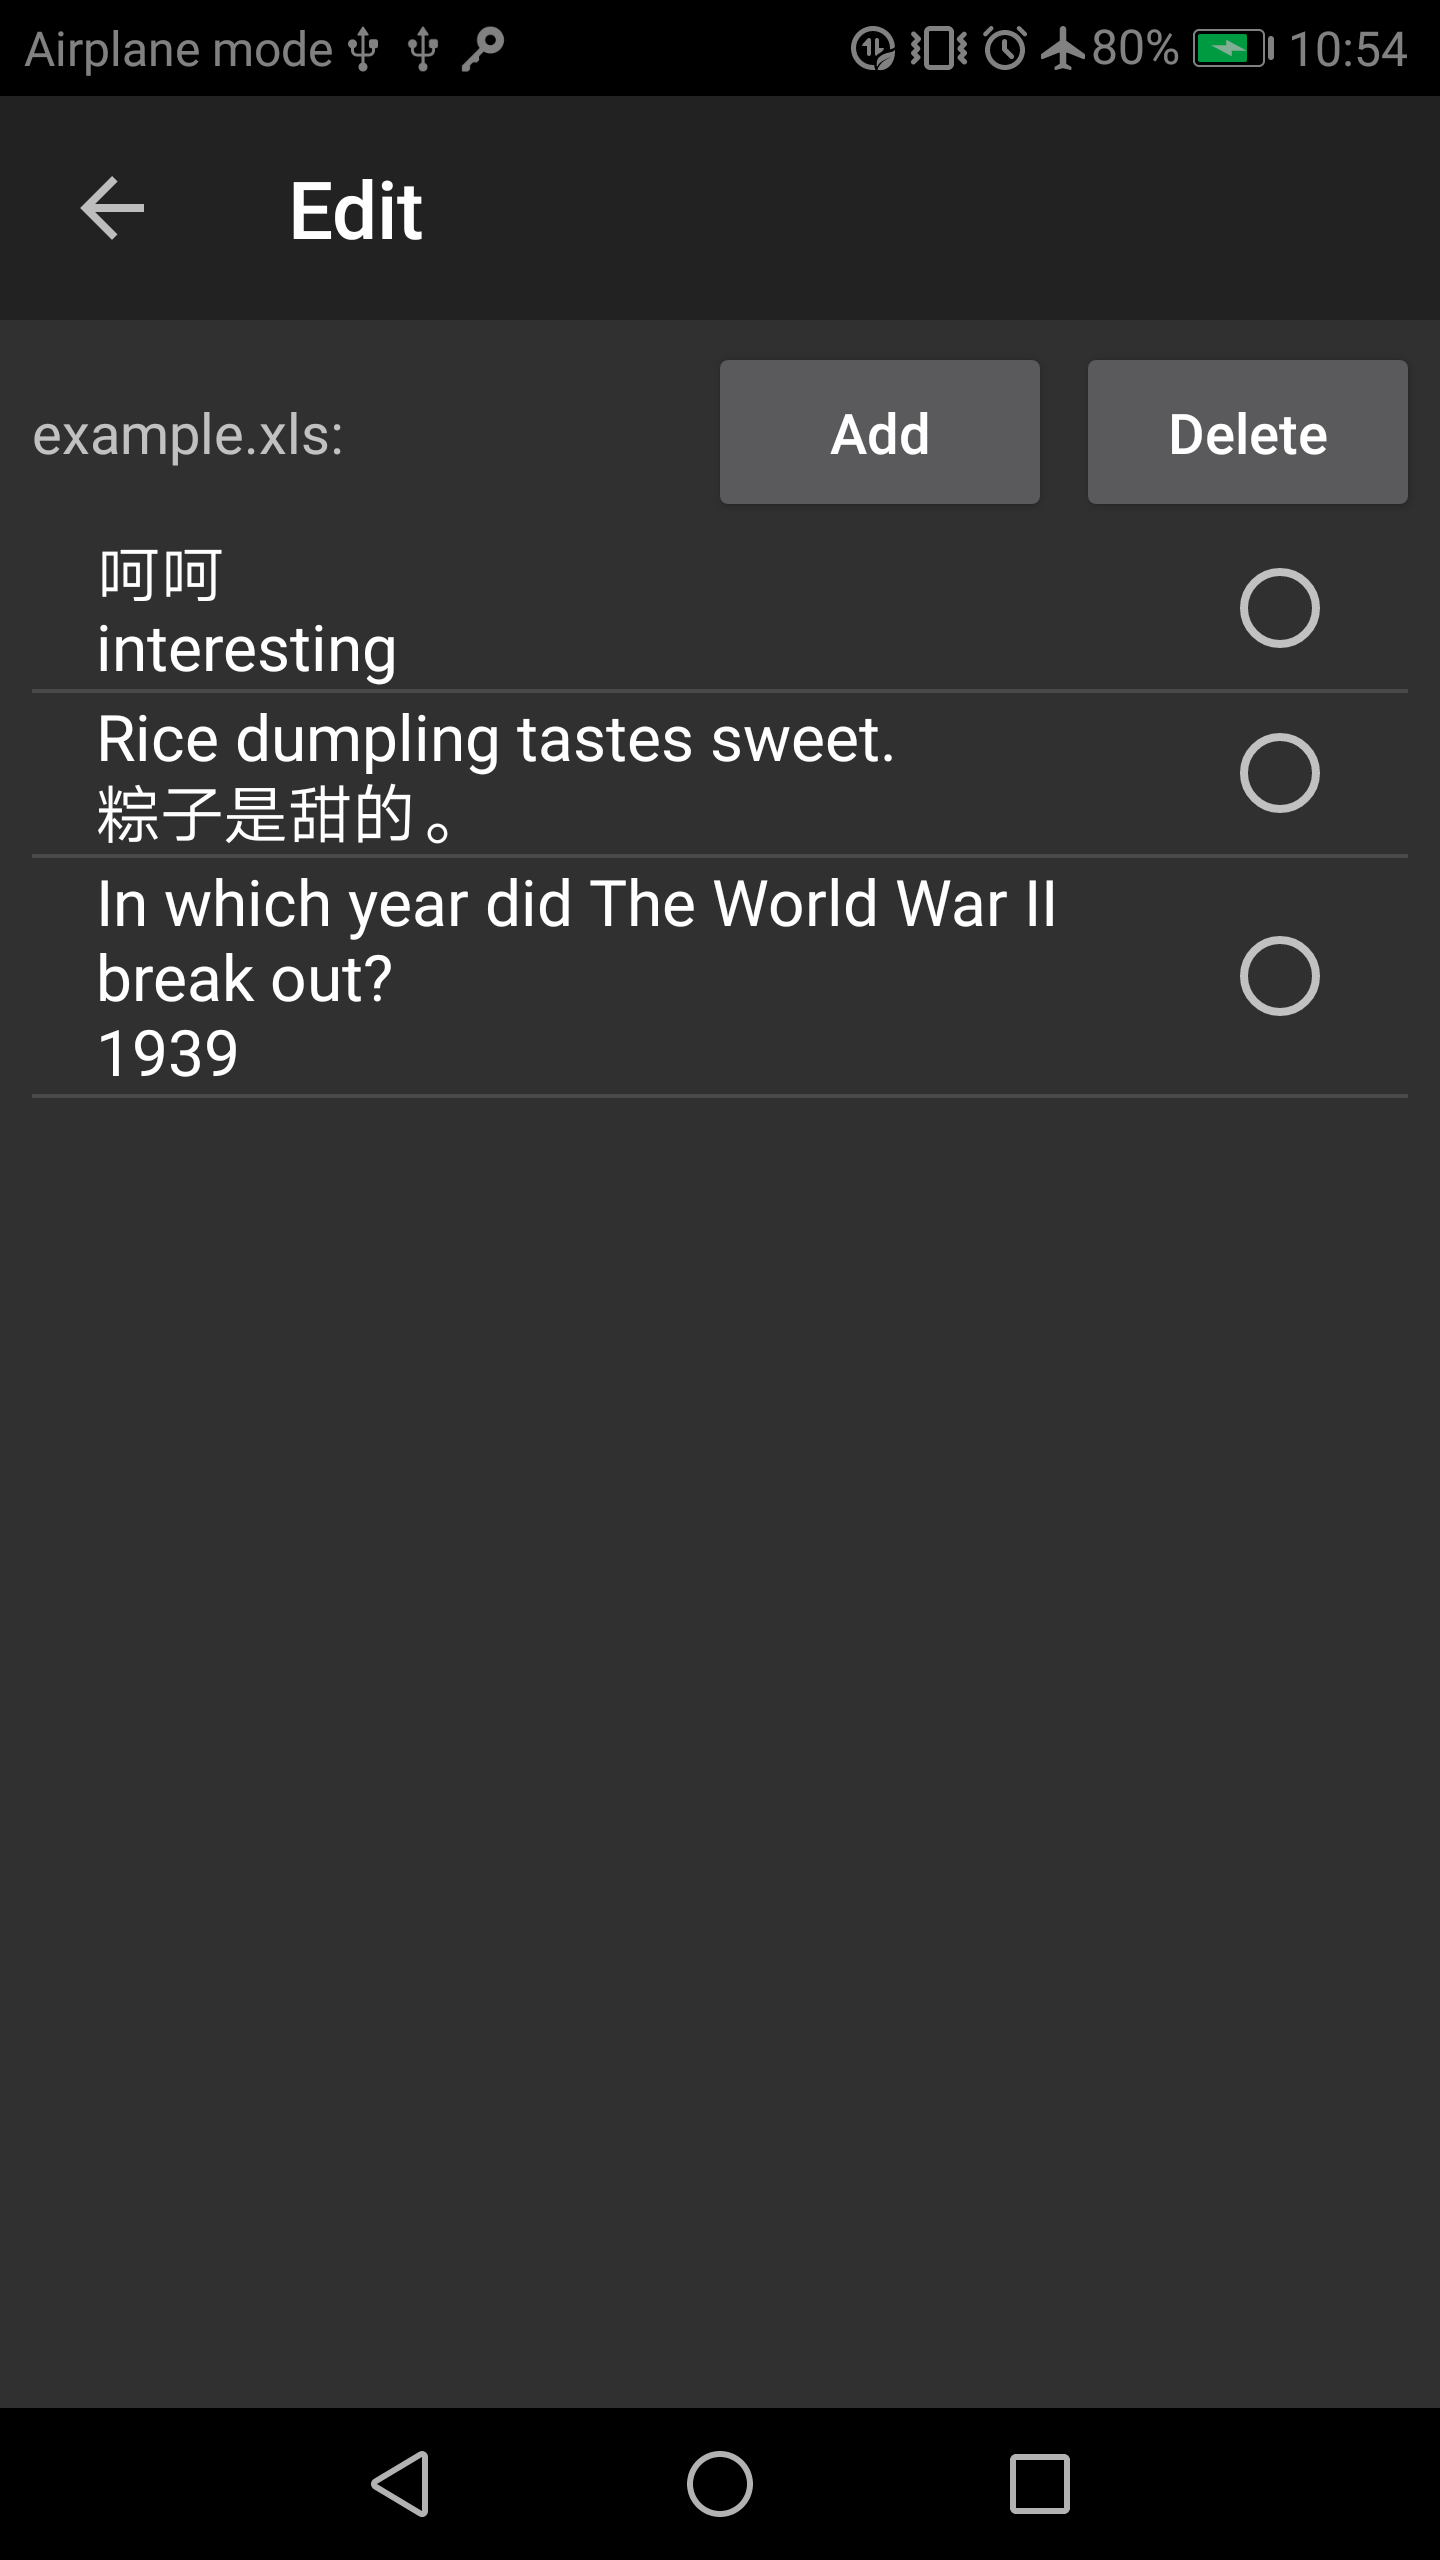 Airplane mode 80% 10:54
Edit
example.xls: Add Delete
呵呵
interesting
Rice dumpling tastes sweet.
粽子是甜的。
In which year did The World War II
break out?
1939